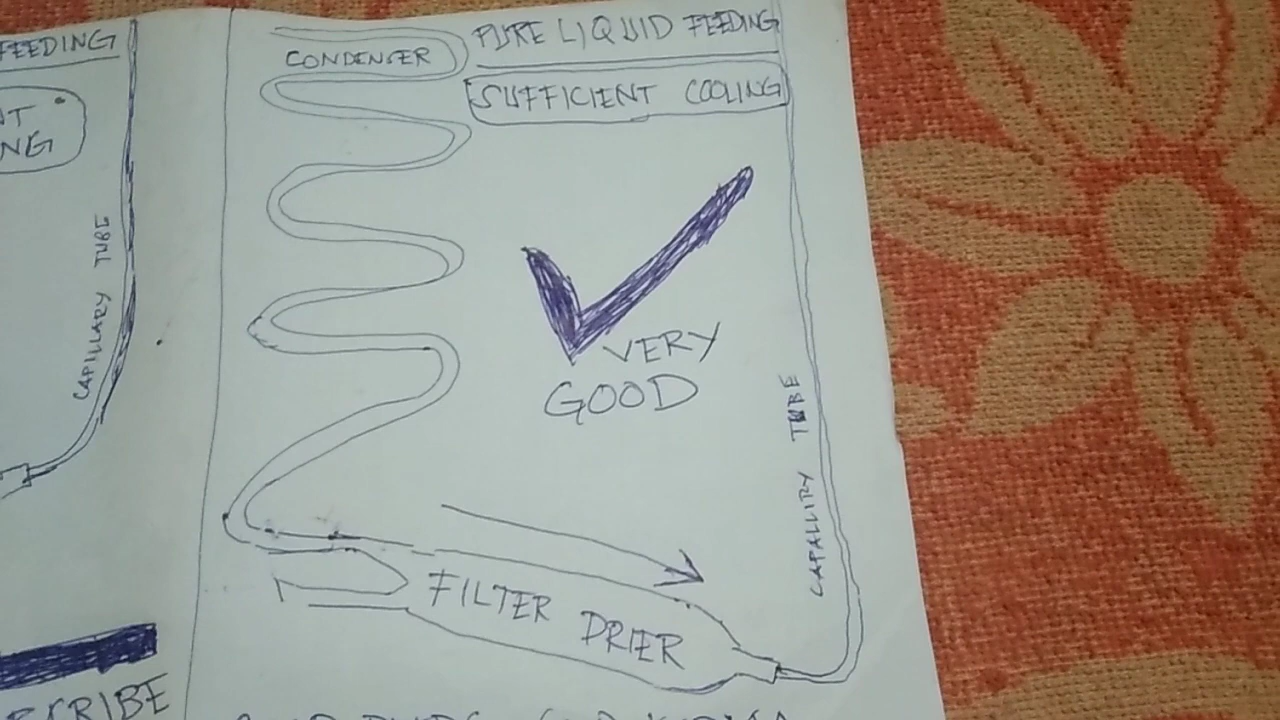 FEEDING
CAPILLARY TUBE
CONDENSER
PURE LIQUID FEEDING
SUFFICIENT COOLING
VERY
GOOD
CAPALLIRY TUBE
FILTER DRIER